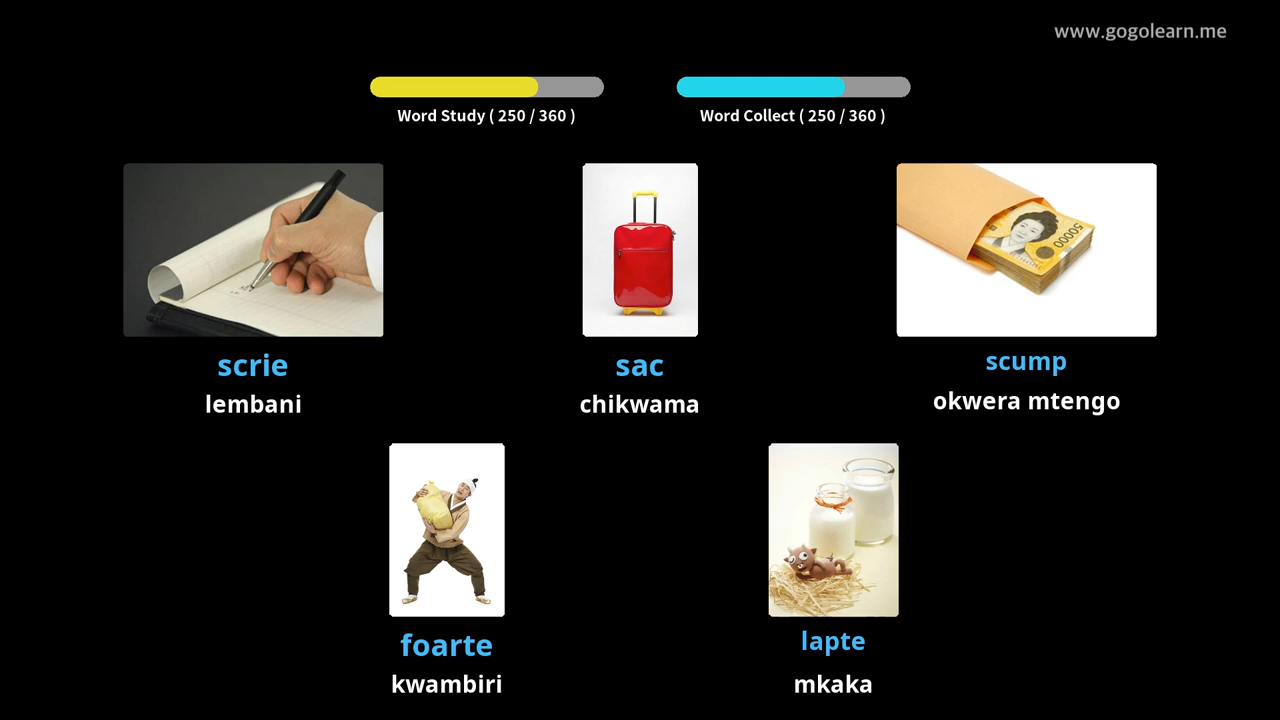 www.gogolearn.me
Word Study ( 250 / 360 )
Word Collect ( 250 / 360 )
scrie
lembani
sac
chikwama
50000
scump
okwera mtengo
foarte
kwambiri
lapte
mkaka